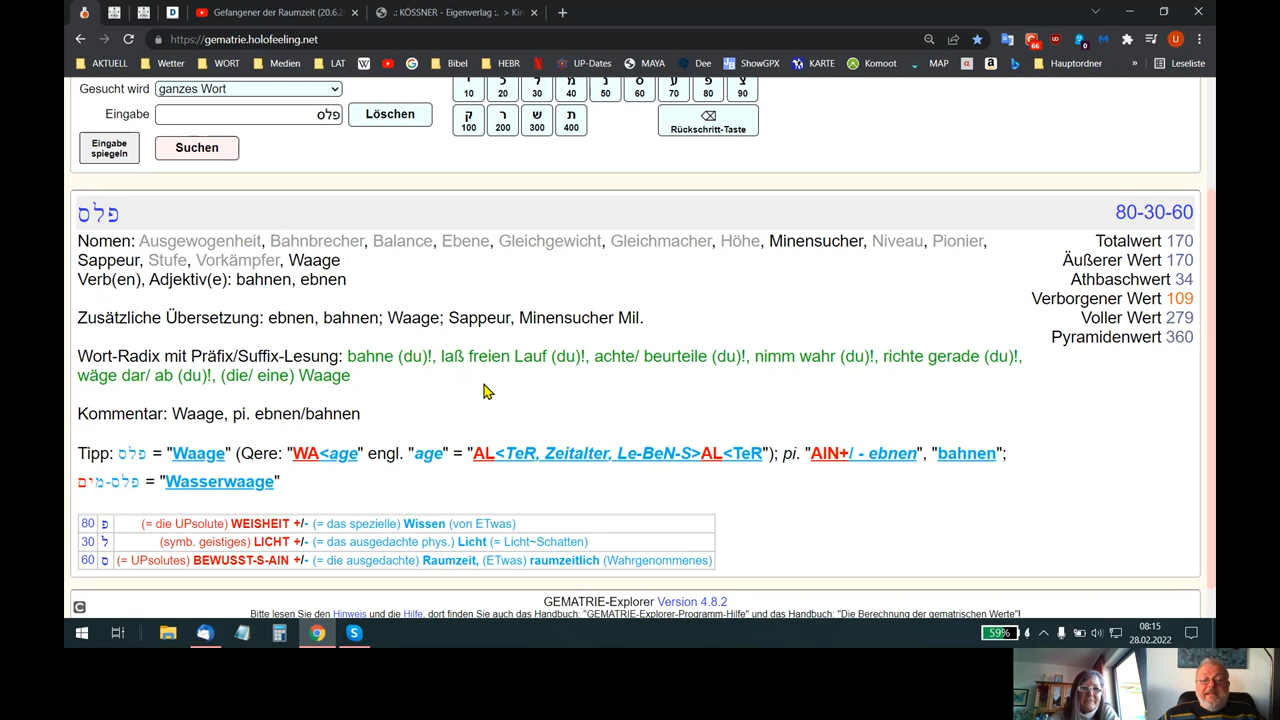 Gefangener der Raumzeit (20.6.2
.: KÖSSNER - Eigenverlag :. > Kin
https://gematrie.holofeeling.net
AKTUELL Wetter WORT Medien LAT Bibel HEBR UP-Dates MAYA Dee ShowGPX KARTE Komoot MAP Hauptordner » Leseliste
Gesucht wird ganzes Wort
י כ ל מ נ ס ע פ צ
10 20 30 40 50 60 70 80 90
Eingabe פלס Löschen
ק ר ש ת
100 200 300 400 Rückschritt-Taste
Eingabe spiegeln Suchen
פלס 80-30-60
Nomen: Ausgewogenheit, Bahnbrecher, Balance, Ebene, Gleichgewicht, Gleichmacher, Höhe, Minensucher, Niveau, Pionier, Totalwert 170
Sappeur, Stufe, Vorkämpfer, Waage Äußerer Wert 170
Verb(en), Adjektiv(e): bahnen, ebnen Athbaschwert 34
Verborgener Wert 109
Zusätzliche Übersetzung: ebnen, bahnen; Waage; Sappeur, Minensucher Mil. Voller Wert 279
Pyramidenwert 360
Wort-Radix mit Präfix/Suffix-Lesung: bahne (du)!, laß freien Lauf (du)!, achte/ beurteile (du)!, nimm wahr (du)!, richte gerade (du)!,
wäge dar/ ab (du)!, (die/ eine) Waage
Kommentar: Waage, pi. ebnen/bahnen
Tipp: פלס = "Waage" (Qere: "WA<age" engl. "age" = "AL<TeR, Zeitalter, Le-BeN-S>AL<TeR"); pi. "AIN+/ - ebnen", "bahnen";
פלס-מים = "Wasserwaage"
80 פ (= die UPsolute) WEISHEIT +/- (= das spezielle) Wissen (von ETwas)
30 ל (symb. geistiges) LICHT +/- (= das ausgedachte phys.) Licht (= Licht~Schatten)
60 ס (= UPsolutes) BEWUSST-S-AIN +/- (= die ausgedachte) Raumzeit, (ETwas) raumzeitlich (Wahrgenommenes)
GEMATRIE-Explorer Version 4.8.2
Bitte lesen Sie den Hinweis und die Hilfe, dort finden Sie auch das Handbuch: "GEMATRIE-Explorer-Programm-Hilfe" und das Handbuch: "Die Berechnung der gematrischen Werte"!
59% 08:15
28.02.2022